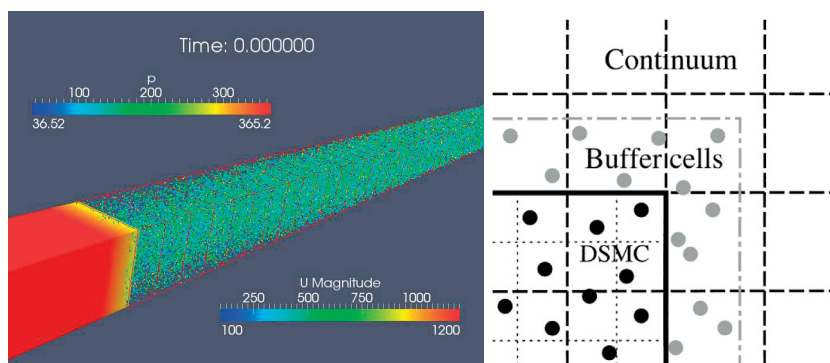 Time: 0.000000
p
100 200 300
36.52 365.2
U Magnitude
250 500 750 1000
100 1200
Continuum
Buffer cells
DSMC